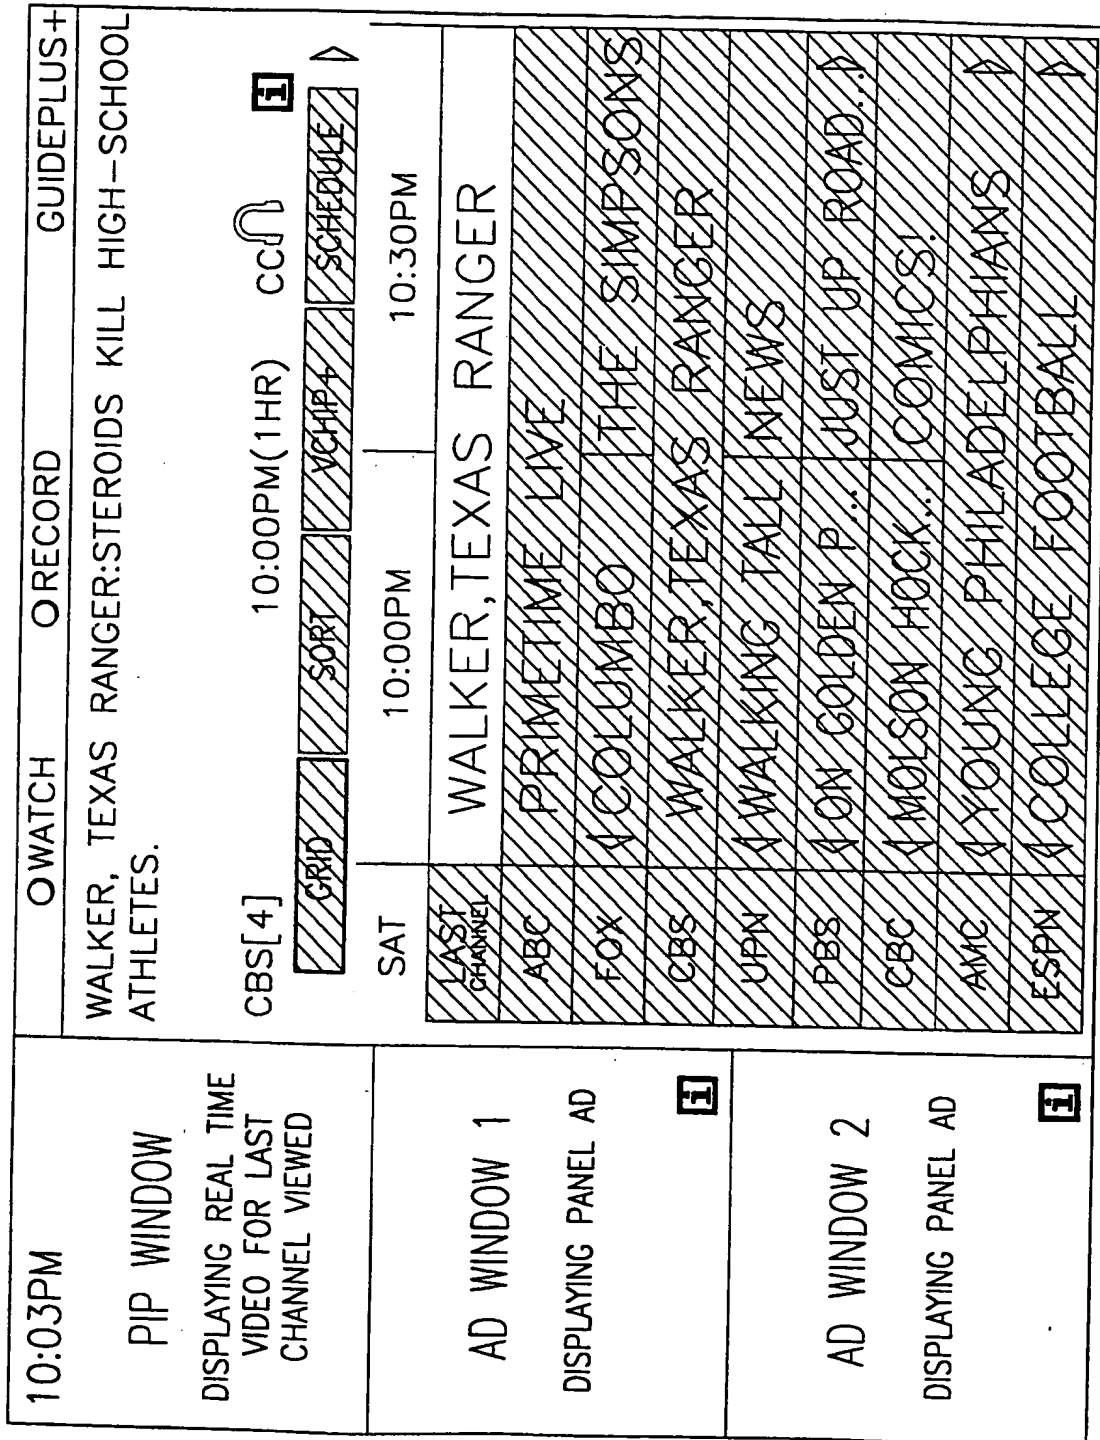 10:03PM
PIP WINDOW
DISPLAYING REAL TIME
VIDEO FOR LAST
CHANNEL VIEWED
AD WINDOW 1
DISPLAYING PANEL AD
i
AD WINDOW 2
DISPLAYING PANEL AD
i
WATCH RECORD GUIDEPLUS+
WALKER, TEXAS RANGER:STEROIDS KILL HIGH-SCHOOL
ATHLETES.
CBS[4] 10:00PM(1HR) CC i
GRID SORT VCHIP+ SCHEDULE
SAT 10:00PM 10:30PM
LAST CHANNEL WALKER,TEXAS RANGER
ABC PRIMETIME LIVE
FOX COLUMBO THE SIMPSONS
CBS WALKER,TEXAS RANGER
UPN WALKING TALL NEWS
PBS ON GOLDEN P... JUST UP ROAD...
CBC MOLSON HOCK... COMICS!
AMC YOUNG PHILADELPHIANS
ESPN COLLEGE FOOTBALL